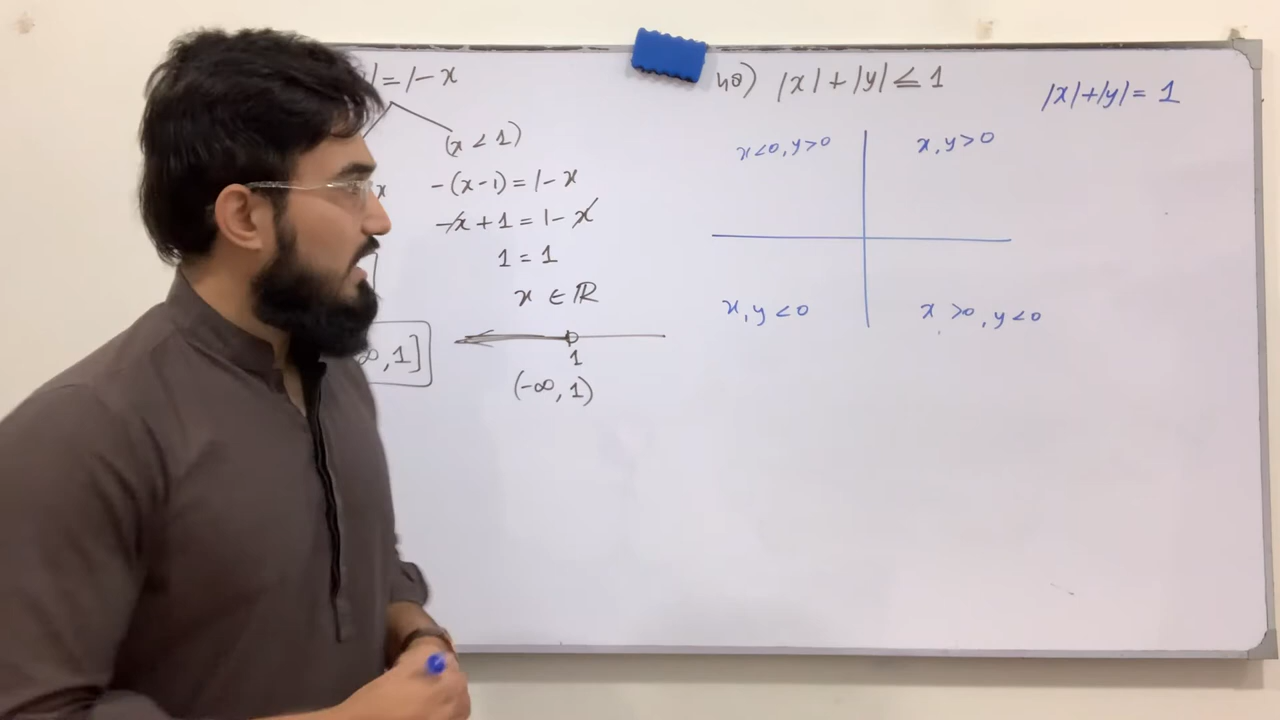 | = 1 - x
(x < 1)
x
-(x-1) = 1 - x
-x + 1 = 1 - x
1 = 1
x ∈ ℝ
1
∞, 1]
(-∞, 1)
40) |x| + |y| ≤ 1
|x|+|y| = 1
x<0, y>0
x, y > 0
x, y < 0
x > 0, y < 0